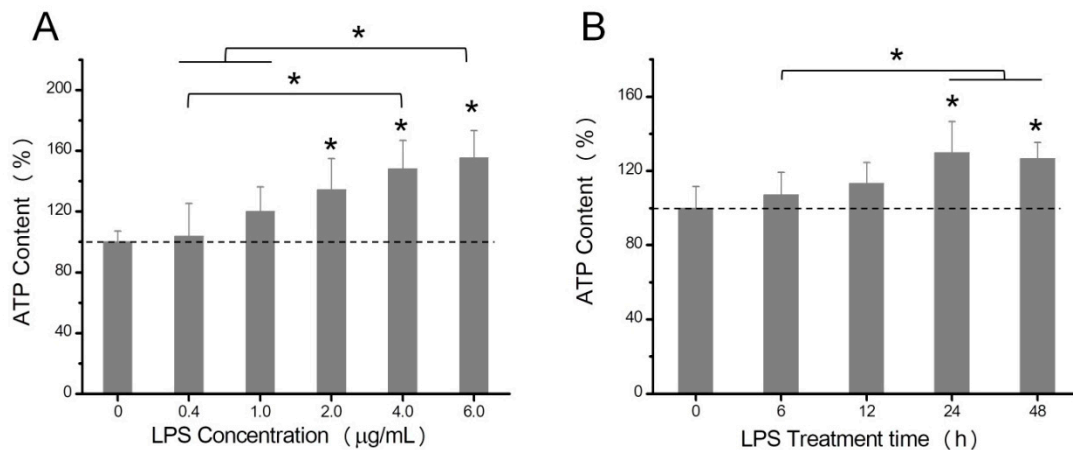 A
*
*
*
*
*
200
160
120
80
40
0
ATP Content (%)
0 0.4 1.0 2.0 4.0 6.0
LPS Concentration (μg/mL)
B
*
*
*
160
120
80
40
0
ATP Content (%)
0 6 12 24 48
LPS Treatment time (h)